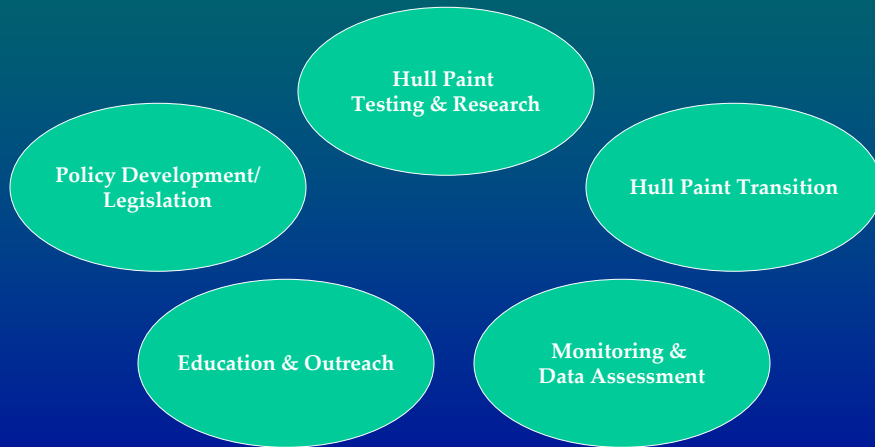 Hull Paint
Testing & Research
Policy Development/
Legislation
Hull Paint Transition
Education & Outreach
Monitoring &
Data Assessment